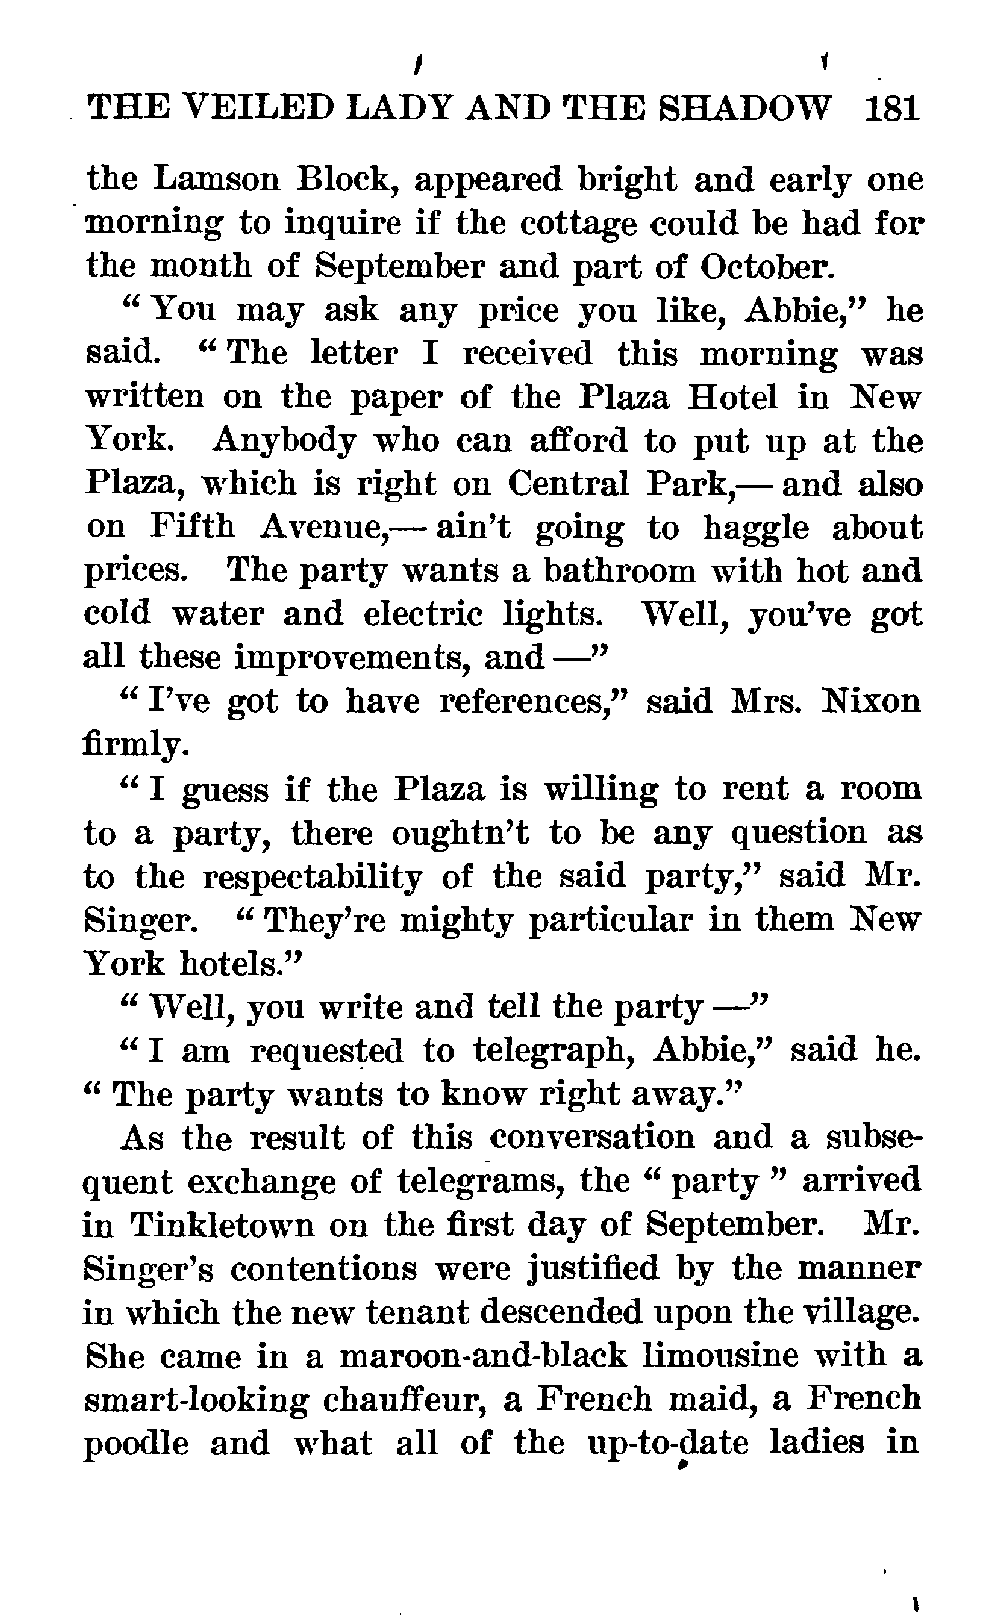 THE VEILED LADY AND THE SHADOW 181
the Lamson Block, appeared bright and early one
morning to inquire if the cottage could be had for
the month of September and part of October.
“ You may ask any price you like, Abbie,” he
said. “ The letter I received this morning was
written on the paper of the Plaza Hotel in New
York. Anybody who can afford to put up at the
Plaza, which is right on Central Park,— and also
on Fifth Avenue,— ain’t going to haggle about
prices. The party wants a bathroom with hot and
cold water and electric lights. Well, you’ve got
all these improvements, and —”
“ I’ve got to have references,” said Mrs. Nixon
firmly.
“ I guess if the Plaza is willing to rent a room
to a party, there oughtn’t to be any question as
to the respectability of the said party,” said Mr.
Singer. “ They’re mighty particular in them New
York hotels.”
“ Well, you write and tell the party —”
“ I am requested to telegraph, Abbie,” said he.
“ The party wants to know right away.”
As the result of this conversation and a subse-
quent exchange of telegrams, the “ party ” arrived
in Tinkletown on the first day of September. Mr.
Singer’s contentions were justified by the manner
in which the new tenant descended upon the village.
She came in a maroon-and-black limousine with a
smart-looking chauffeur, a French maid, a French
poodle and what all of the up-to-date ladies in